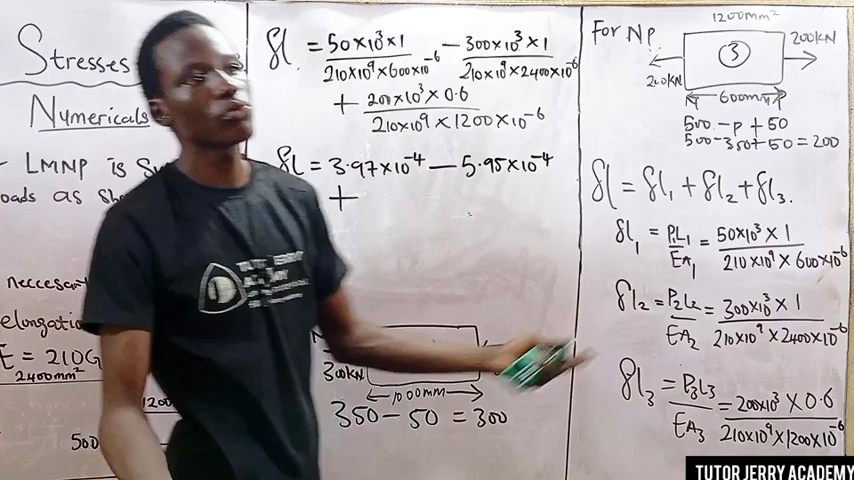 Stresses
Numericals
LMNP is
oads as
neccesar
elongatio
E = 210G
2400mm²
1200
500
δl = 50×10³×1 / 210×10⁹×600×10⁻⁶ − 300×10³×1 / 210×10⁹×2400×10⁻⁶
+ 200×10³×0.6 / 210×10⁹×1200×10⁻⁶
δl = 3.97×10⁻⁴ − 5.95×10⁻⁴
+
300KN
1000mm
350 − 50 = 300
For NP
1200mm²
3
200KN
200KN
N 600mm P
500 − P + 50
500 − 350 + 50 = 200
δl = δl₁ + δl₂ + δl₃.
δl₁ = P₁L₁ / EA₁ = 50×10³×1 / 210×10⁹×600×10⁻⁶
δl₂ = P₂L₂ / EA₂ = 300×10³×1 / 210×10⁹×2400×10⁻⁶
δl₃ = P₃L₃ / EA₃ = 200×10³×0.6 / 210×10⁹×1200×10⁻⁶
TUTOR JERRY ACADEMY